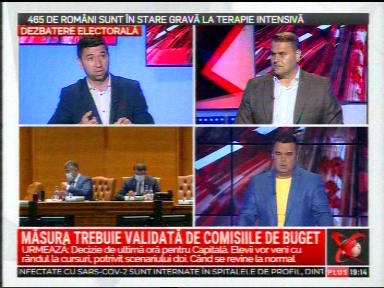 465 DE ROMÂNI SUNT ÎN STARE GRAVĂ LA TERAPIE INTENSIVĂ
DEZBATERE ELECTORALĂ
MĂSURA TREBUIE VALIDATĂ DE COMISIILE DE BUGET
URMEAZĂ: Decizie de ultimă oră pentru Capitală. Elevii vor veni cu
rândul la cursuri, potrivit scenariului doi. Când se revine la normal.
NFECTATE CU SARS-COV-2 SUNT INTERNATE ÎN SPITALELE DE PROFIL, DINT
PLUS 19:14